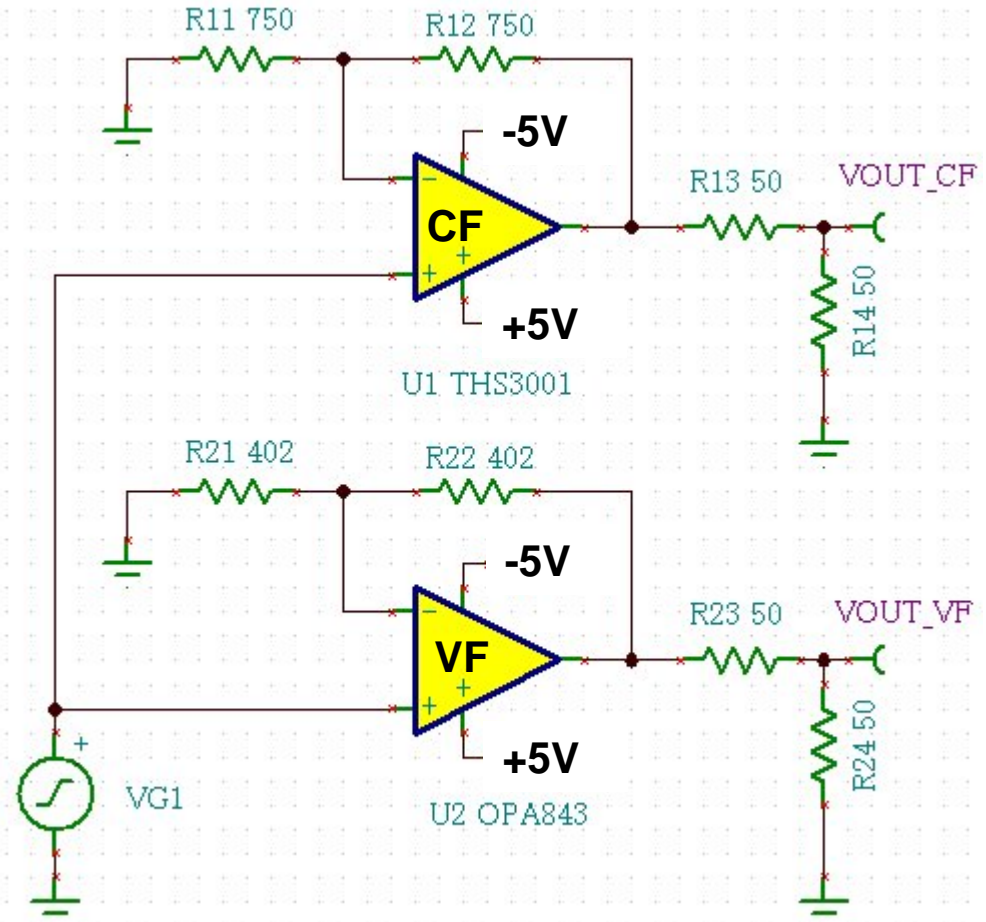 R11 750
R12 750
-5V
R13 50
VOUT_CF
−
CF
+
+
R14 50
+5V
U1 THS3001
R21 402
R22 402
-5V
R23 50
VOUT_VF
−
VF
+
+
R24 50
+
+5V
VG1
U2 OPA843